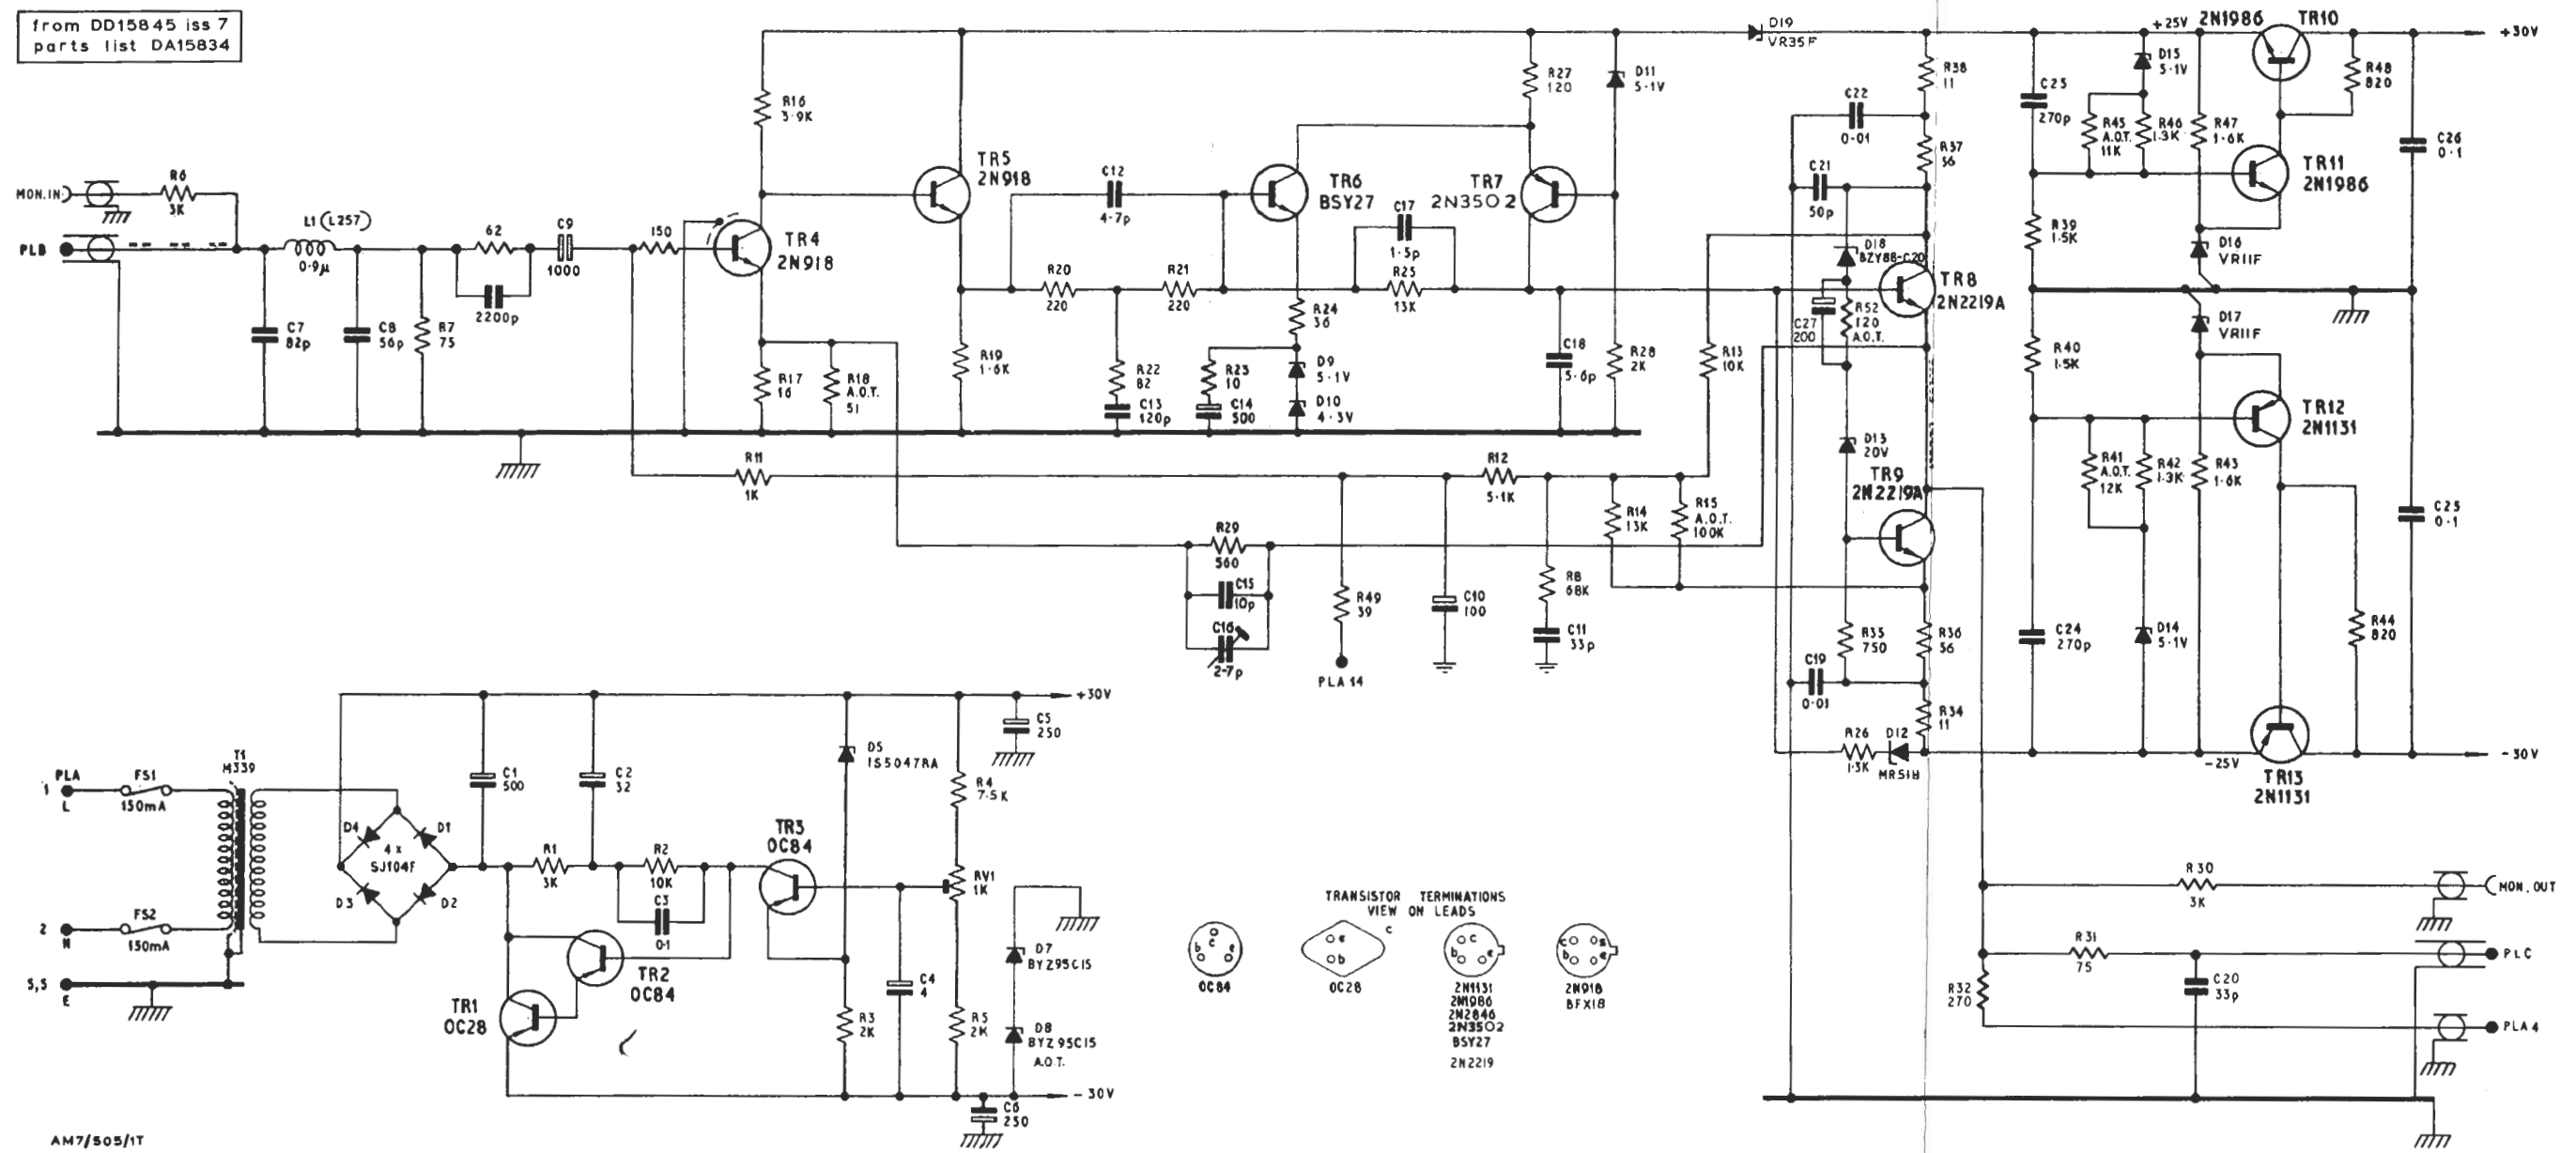 from DD15845 iss 7
parts list DA15834
MON.IN
R6
3K
PLB
L1 (L257)
0·9μ
C7
82p
C8
56p
R7
75
62
2200p
C9
1000
150
R16
3·9K
TR4
2N918
R17
16
R18
A.O.T.
51
TR5
2N918
R19
1·6K
C12
4·7p
R20
220
R21
220
R22
82
C13
120p
R23
10
C14
500
TR6
BSY27
R24
36
D9
5·1V
D10
4·3V
C17
1·5p
R25
13K
TR7
2N3502
R27
120
D11
5·1V
C18
5·6p
R28
2K
R13
10K
D19
VR35F
R38
11
C22
0·01
R37
56
C21
50p
D18
BZY88-C20
C27
200
R52
120
A.O.T.
TR8
2N2219A
D13
20V
TR9
2N2219A
R35
750
R36
56
C19
0·01
R34
11
R26
1·3K
D12
MR51H
R11
1K
R12
5·1K
R14
13K
R15
A.O.T.
100K
R29
560
C15
10p
C16
2-7p
R49
39
PLA 14
C10
100
R8
68K
C11
33p
+25V
2N1986
TR10
+30V
C23
270p
D15
5·1V
R45
A.O.T.
11K
R46
1·3K
R47
1·6K
R48
820
TR11
2N1986
C26
0·1
R39
1·5K
D16
VR11F
D17
VR11F
R40
1·5K
TR12
2N1131
R41
A.O.T.
12K
R42
1·3K
R43
1·6K
C25
0·1
C24
270p
D14
5·1V
R44
820
-25V
TR13
2N1131
-30V
R30
3K
MON.OUT
R31
75
PLC
R32
270
C20
33p
PLA 4
PLA
1
L
FS1
150mA
2
N
FS2
150mA
5,5
E
T1
M339
D4
D1
4 x
SJ104F
D3
D2
C1
500
C2
32
R1
3K
R2
10K
C3
0·1
TR3
OC84
TR2
OC84
TR1
OC28
D5
1S5047RA
R3
2K
C4
4
R4
7·5K
RV1
1K
R5
2K
+30V
C5
250
D7
BYZ95C15
D8
BYZ95C15
A.O.T.
-30V
C6
250
TRANSISTOR TERMINATIONS
VIEW ON LEADS
c
b
e
OC84
e
b
c
OC28
c
b
e
2N1131
2N1986
2N2846
2N3502
BSY27
2N2219
c
s
b
e
2N918
BFX18
AM7/505/1T